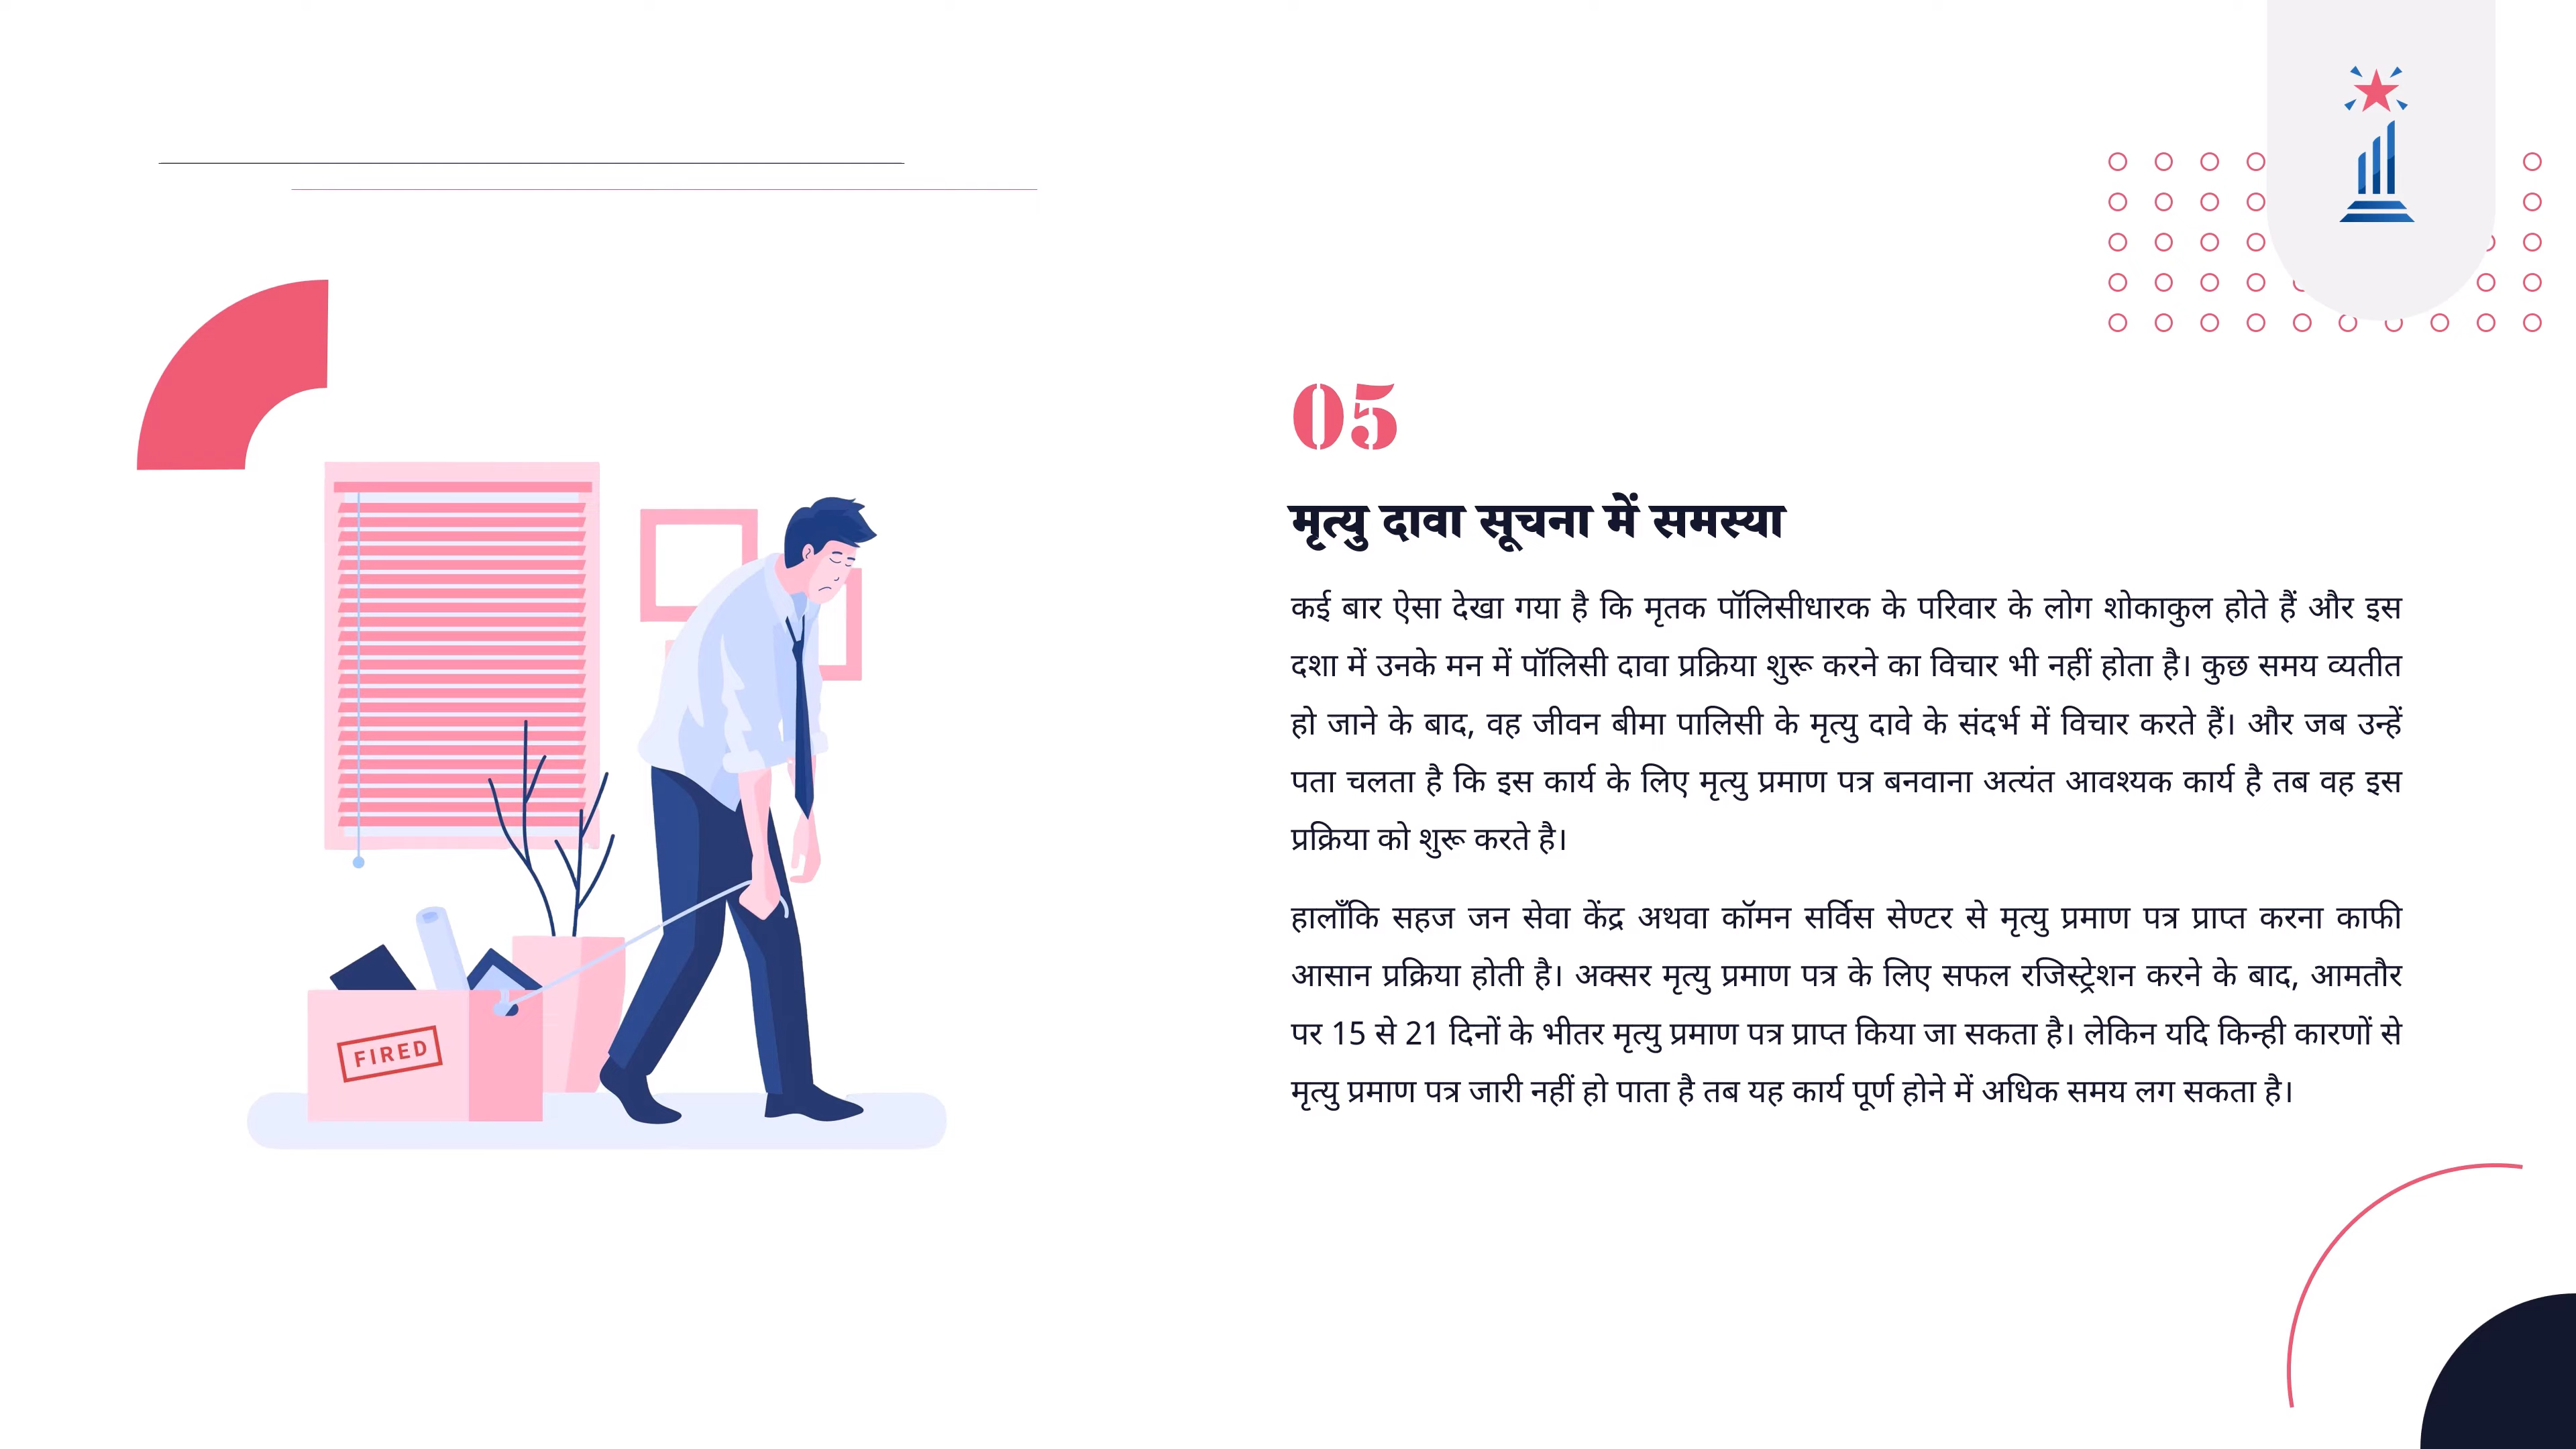 05
मृत्यु दावा सूचना में समस्या
कई बार ऐसा देखा गया है कि मृतक पॉलिसीधारक के परिवार के लोग शोकाकुल होते हैं और इस
दशा में उनके मन में पॉलिसी दावा प्रक्रिया शुरू करने का विचार भी नहीं होता है। कुछ समय व्यतीत
हो जाने के बाद, वह जीवन बीमा पालिसी के मृत्यु दावे के संदर्भ में विचार करते हैं। और जब उन्हें
पता चलता है कि इस कार्य के लिए मृत्यु प्रमाण पत्र बनवाना अत्यंत आवश्यक कार्य है तब वह इस
प्रक्रिया को शुरू करते है।
हालाँकि सहज जन सेवा केंद्र अथवा कॉमन सर्विस सेण्टर से मृत्यु प्रमाण पत्र प्राप्त करना काफी
आसान प्रक्रिया होती है। अक्सर मृत्यु प्रमाण पत्र के लिए सफल रजिस्ट्रेशन करने के बाद, आमतौर
पर 15 से 21 दिनों के भीतर मृत्यु प्रमाण पत्र प्राप्त किया जा सकता है। लेकिन यदि किन्ही कारणों से
मृत्यु प्रमाण पत्र जारी नहीं हो पाता है तब यह कार्य पूर्ण होने में अधिक समय लग सकता है।
FIRED